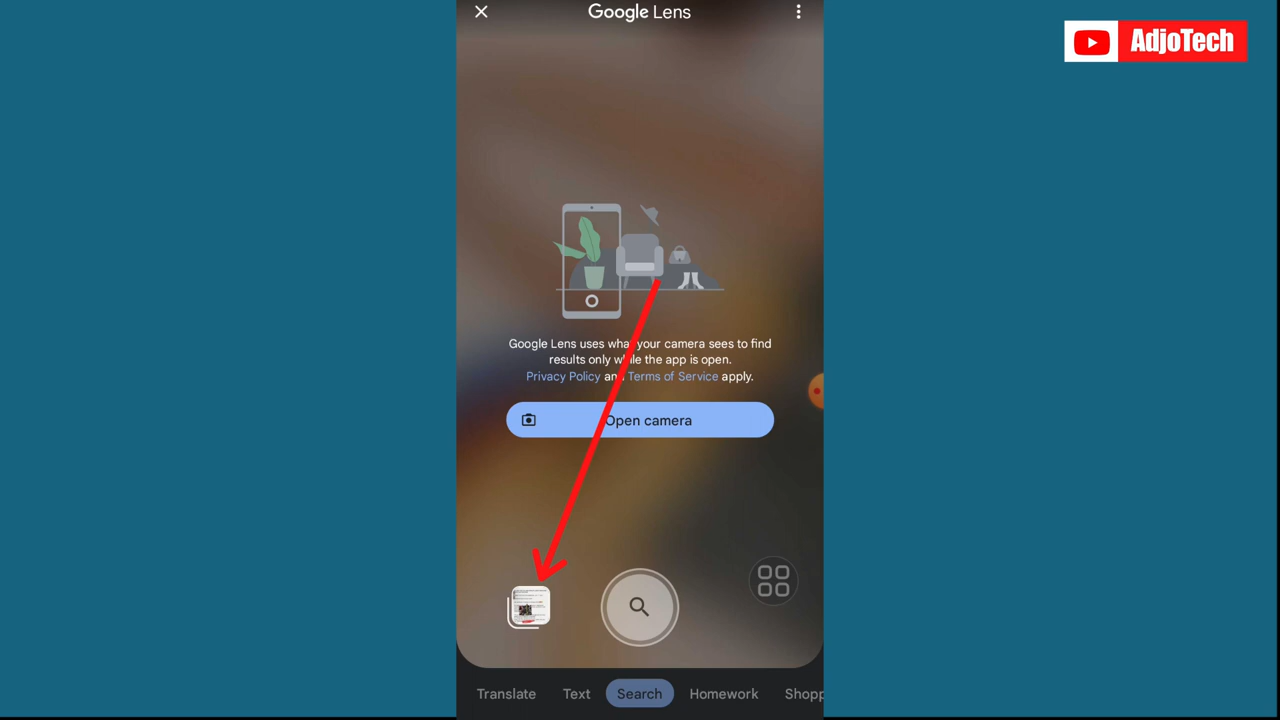 Google Lens
AdjoTech
Google Lens uses what your camera sees to find
results only while the app is open.
Privacy Policy and Terms of Service apply.
Open camera
Translate Text Search Homework Shopp